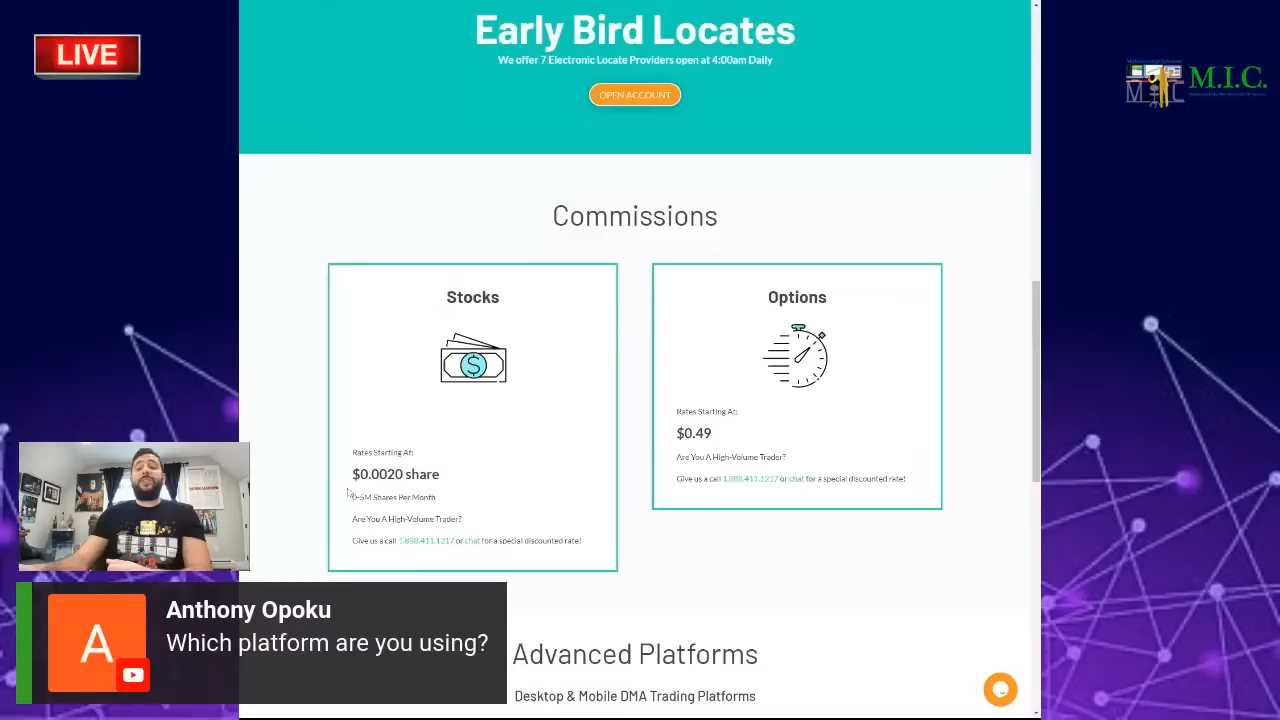 LIVE
Early Bird Locates
We offer 7 Electronic Locate Providers open at 4:00am Daily
OPEN ACCOUNT
M.I.C.
Commissions
Stocks
Rates Starting At:
$0.0020 share
0-5M Shares Per Month
Are You A High-Volume Trader?
Give us a call 1.888.411.1217 or chat for a special discounted rate!
Options
Rates Starting At:
$0.49
Are You A High-Volume Trader?
Give us a call 1.888.411.1217 or chat for a special discounted rate!
A
Anthony Opoku
Which platform are you using?
Advanced Platforms
Desktop & Mobile DMA Trading Platforms